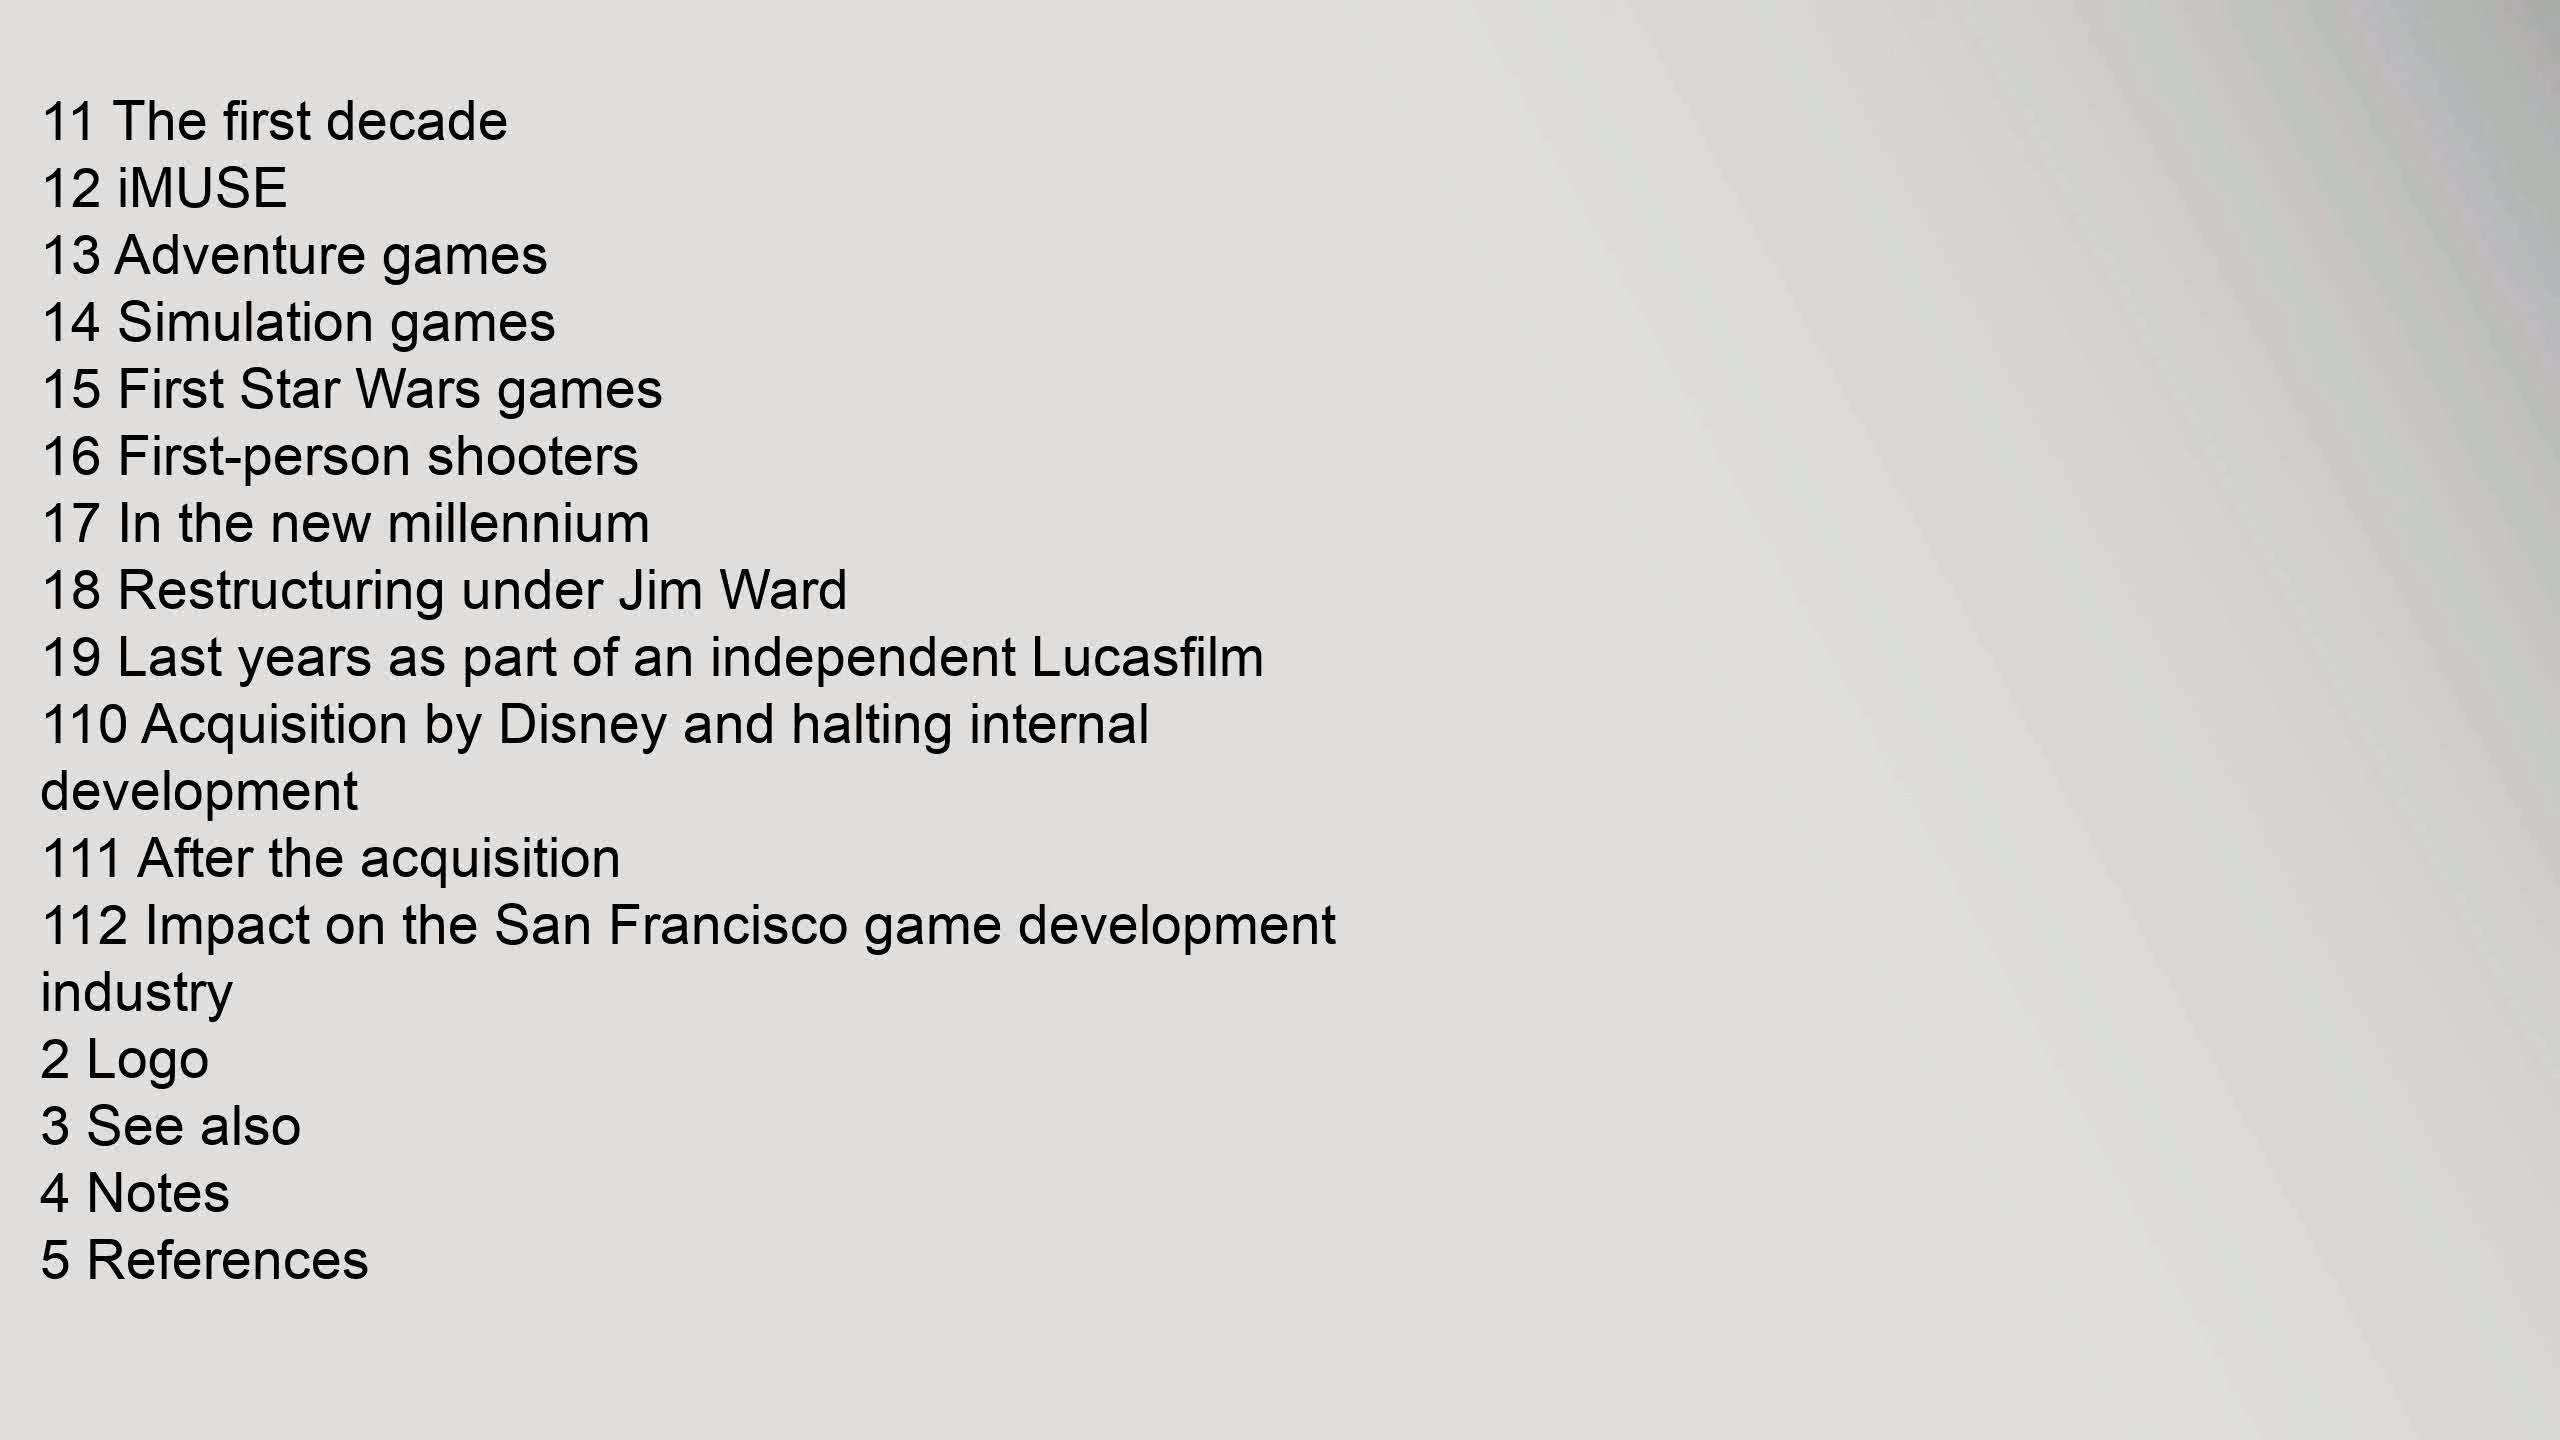 11 The first decade
12 iMUSE
13 Adventure games
14 Simulation games
15 First Star Wars games
16 First-person shooters
17 In the new millennium
18 Restructuring under Jim Ward
19 Last years as part of an independent Lucasfilm
110 Acquisition by Disney and halting internal
development
111 After the acquisition
112 Impact on the San Francisco game development
industry
2 Logo
3 See also
4 Notes
5 References